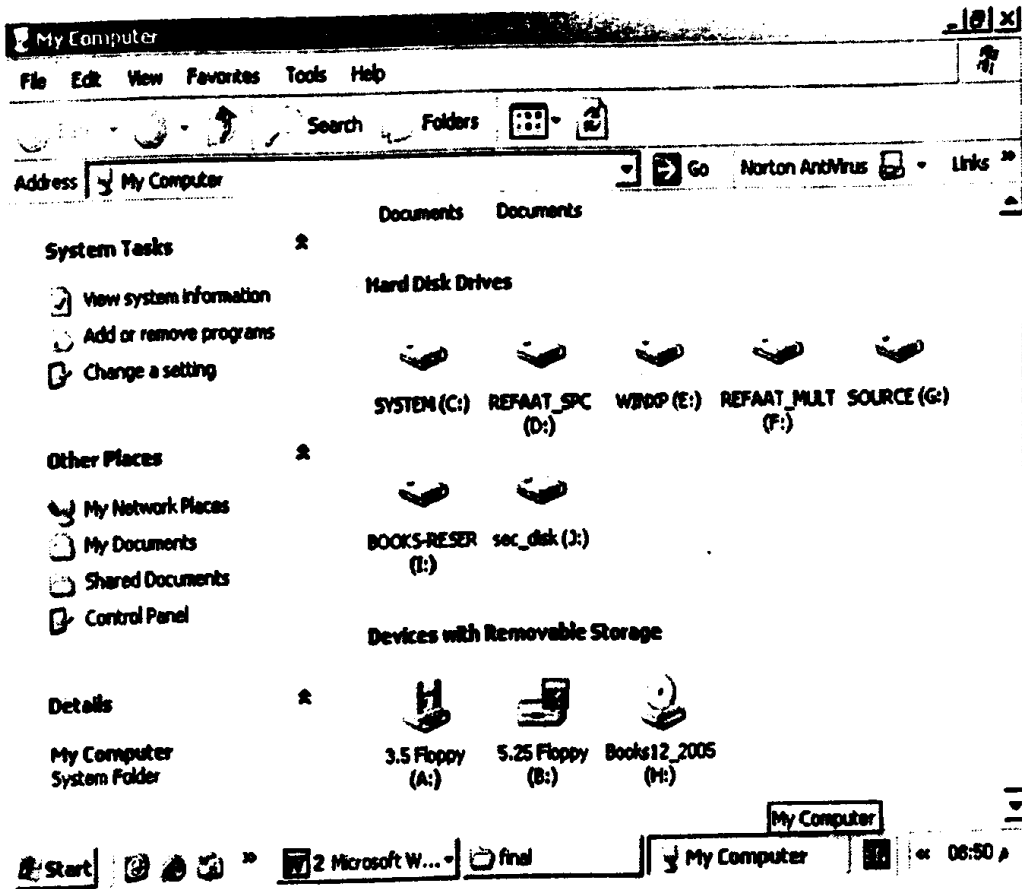 My Computer
File Edit View Favorites Tools Help
Search Folders
Address My Computer Go Norton AntiVirus Links »
Documents Documents
System Tasks
View system information
Add or remove programs
Change a setting
Other Places
My Network Places
My Documents
Shared Documents
Control Panel
Details
My Computer
System Folder
Hard Disk Drives
SYSTEM (C:) REFAAT_SPC WINXP (E:) REFAAT_MULT SOURCE (G:)
(D:) (F:)
BOOKS-RESER sec_disk (J:)
(I:)
Devices with Removable Storage
3.5 Floppy 5.25 Floppy Books12_2005
(A:) (B:) (H:)
My Computer
Start » 2 Microsoft W... final My Computer « 06:50 م